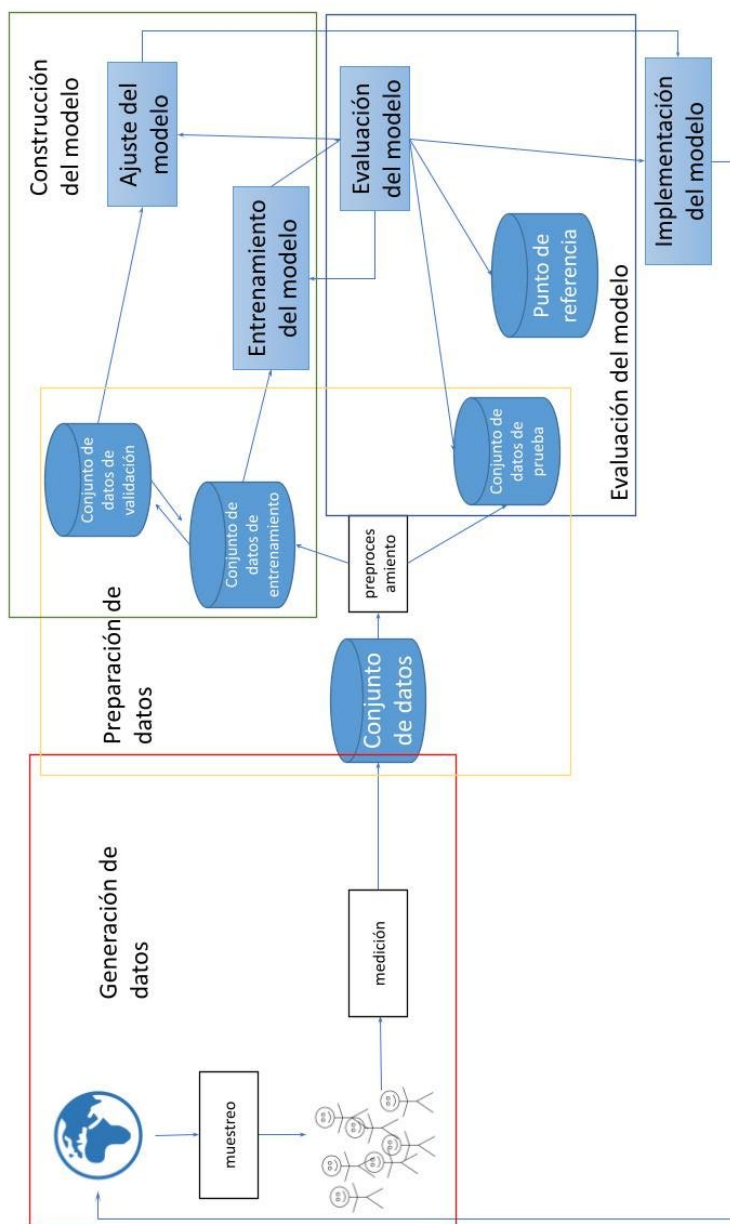 Generación de
datos
muestreo
medición
Preparación de
datos
Conjunto
de datos
preproces
amiento
Construcción
del modelo
Conjunto de
datos de
validación
Conjunto de
datos de
entrenamiento
Ajuste del
modelo
Entrenamiento
del modelo
Evaluación
del modelo
Conjunto de
datos de
prueba
Punto de
referencia
Evaluación del modelo
Implementación
del modelo